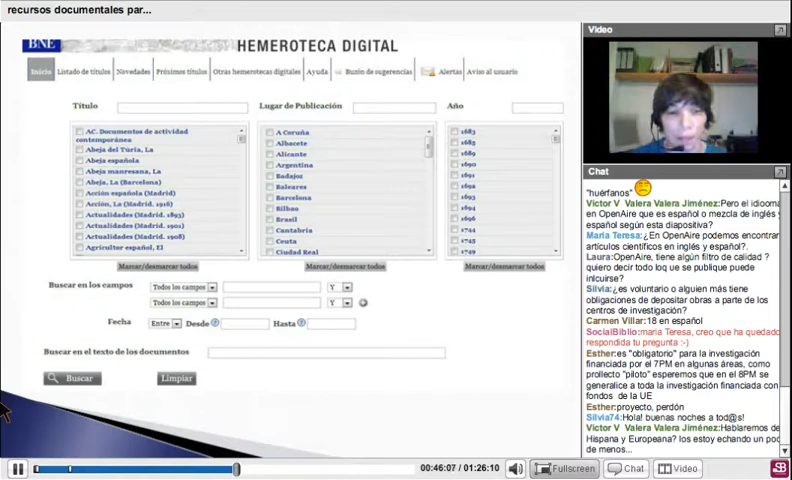 recursos documentales par...
BNE HEMEROTECA DIGITAL
Inicio Listado de títulos Novedades Próximos títulos Otras hemerotecas digitales Ayuda Buzón de sugerencias Alertas Aviso al usuario
Título Lugar de Publicación Año
AC. Documentos de actividad
contemporánea
Abeja del Turia, La
Abeja española
Abeja manresana, La
Abeja, La (Barcelona)
Acción española (Madrid)
Acción, La (Madrid. 1916)
Actualidades (Madrid. 1893)
Actualidades (Madrid. 1901)
Actualidades (Madrid. 1908)
Agricultor español, El
A Coruña
Albacete
Alicante
Argentina
Badajoz
Baleares
Barcelona
Bilbao
Brasil
Cantabria
Ceuta
Ciudad Real
1683
1685
1689
1690
1691
1692
1693
1694
1696
1744
1745
1749
Marcar/desmarcar todos Marcar/desmarcar todos Marcar/desmarcar todos
Buscar en los campos Todos los campos Y
Todos los campos Y
Fecha Entre Desde Hasta
Buscar en el texto de los documentos
Buscar Limpiar
00:46:07 / 01:26:10 Fullscreen Chat Video
Video
Chat
"huérfanos"
Victor V Valera Valera Jiménez:Pero el idioma
en OpenAire que es español o mezcla de inglés y
español según esta diapositiva?
Maria Teresa:¿En OpenAire podemos encontrar
artículos científicos en inglés y español?.
Laura:OpenAire, tiene algún filtro de calidad ?
quiero decir todo loq ue se publique puede
inlcuirse?
Silvia:¿es voluntario o alguien más tiene
obligaciones de depositar obras a parte de los
centros de investigación?
Carmen Villar:18 en español
SocialBiblio:maria Teresa, creo que ha quedado
respondida tu pregunta :-)
Esther:es "obligatorio" para la investigación
financiada por el 7PM en algunas áreas, como
prollecto "piloto" esperemos que en el 8PM se
generalice a toda la investigación financiada con
fondos de la UE
Esther:proyecto, perdón
Silvia74:Hola! buenas noches a tod@s!
Victor V Valera Valera Jiménez:Hablaremos de
Hispana y Europeana? los estoy echando un poc
de menos...
SB